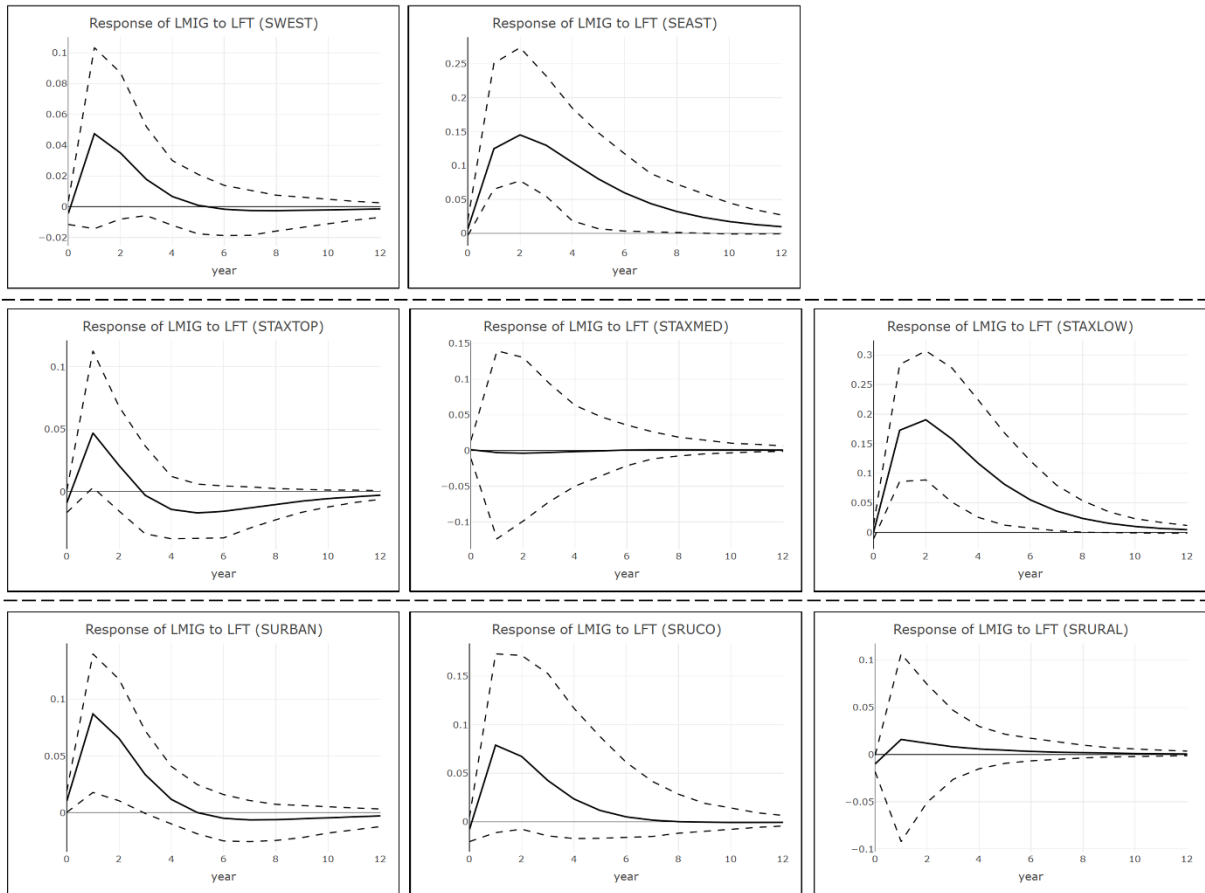 Response of LMIG to LFT (SWEST)
0.1
0.08
0.06
0.04
0.02
0
−0.02
0 2 4 6 8 10 12
year
Response of LMIG to LFT (SEAST)
0.25
0.2
0.15
0.1
0.05
0
0 2 4 6 8 10 12
year
Response of LMIG to LFT (STAXTOP)
0.1
0.05
0
0 2 4 6 8 10 12
year
Response of LMIG to LFT (STAXMED)
0.15
0.1
0.05
0
−0.05
−0.1
0 2 4 6 8 10 12
year
Response of LMIG to LFT (STAXLOW)
0.3
0.25
0.2
0.15
0.1
0.05
0
0 2 4 6 8 10 12
year
Response of LMIG to LFT (SURBAN)
0.1
0.05
0
0 2 4 6 8 10 12
year
Response of LMIG to LFT (SRUCO)
0.15
0.1
0.05
0
0 2 4 6 8 10 12
year
Response of LMIG to LFT (SRURAL)
0.1
0.05
0
−0.05
−0.1
0 2 4 6 8 10 12
year